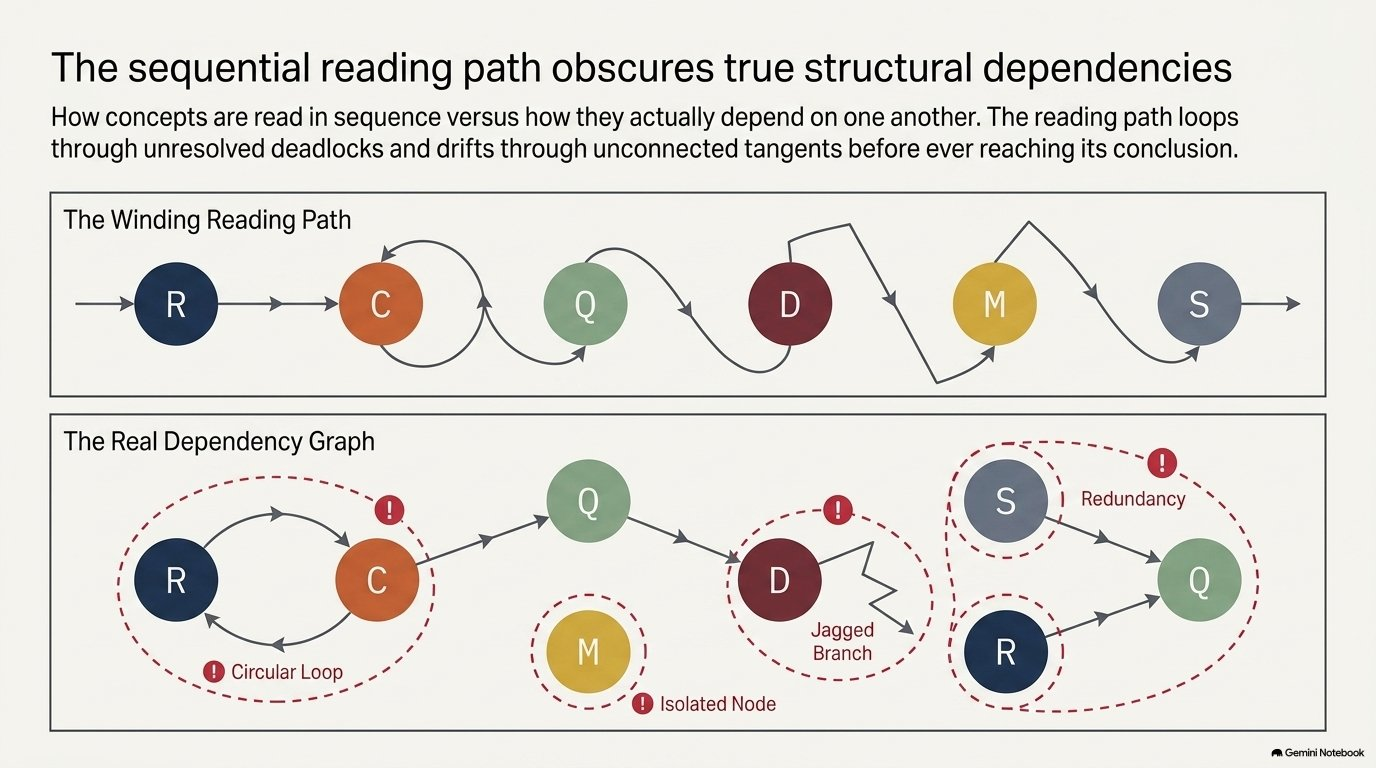 The sequential reading path obscures true structural dependencies
How concepts are read in sequence versus how they actually depend on one another. The reading path loops
through unresolved deadlocks and drifts through unconnected tangents before ever reaching its conclusion.
The Winding Reading Path
R
C
Q
D
M
S
The Real Dependency Graph
R
!
C
! Circular Loop
Q
M
! Isolated Node
!
D
Jagged
Branch
S
!
Redundancy
Q
R
Gemini Notebook